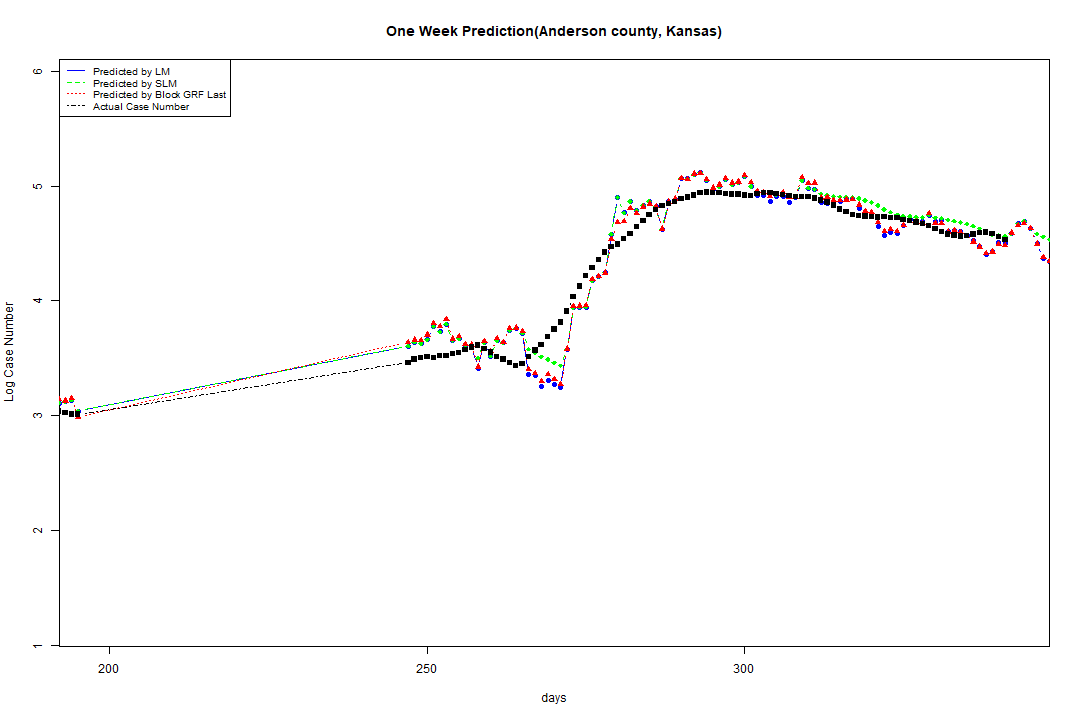 One Week Prediction(Anderson county, Kansas)
Predicted by LM
Predicted by SLM
Predicted by Block GRF Last
Actual Case Number
6
5
4
3
2
1
Log Case Number
200
250
300
days